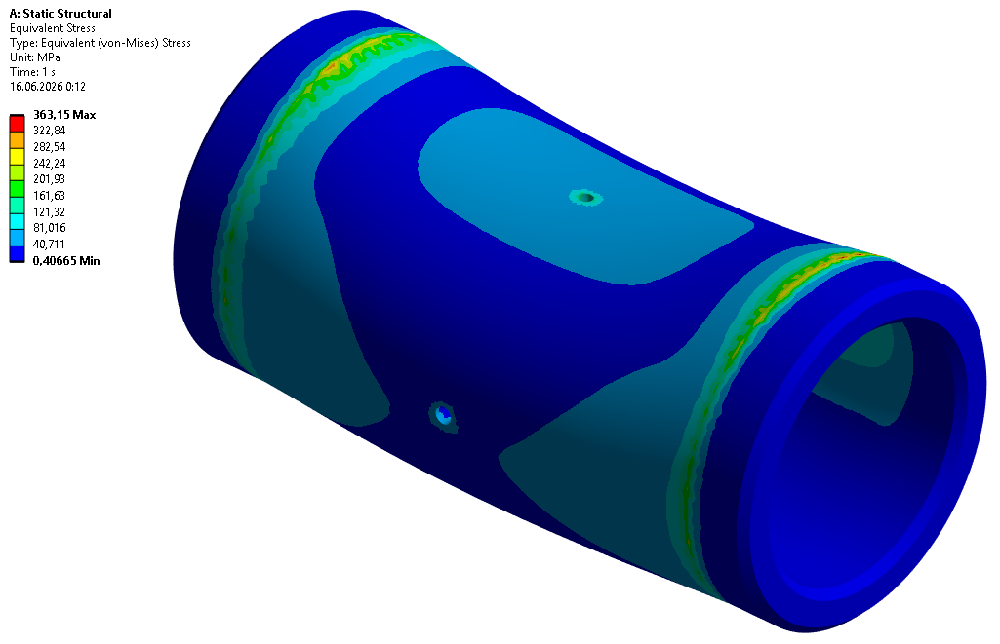 A: Static Structural
Equivalent Stress
Type: Equivalent (von-Mises) Stress
Unit: MPa
Time: 1 s
16.06.2026 0:12
363,15 Max
322,84
282,54
242,24
201,93
161,63
121,32
81,016
40,711
0,40665 Min